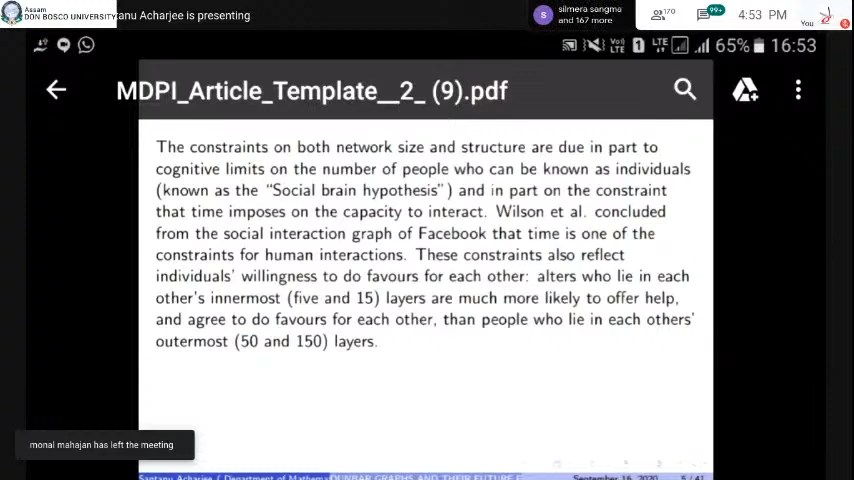 Assam
DON BOSCO UNIVERSITY
tanu Acharjee is presenting
silmera sangma
and 167 more
170
99+
4:53 PM
You
LTE
1
LTE
65%
16:53
MDPI_Article_Template__2_ (9).pdf
The constraints on both network size and structure are due in part to
cognitive limits on the number of people who can be known as individuals
(known as the “Social brain hypothesis”) and in part on the constraint
that time imposes on the capacity to interact. Wilson et al. concluded
from the social interaction graph of Facebook that time is one of the
constraints for human interactions. These constraints also reflect
individuals’ willingness to do favours for each other: alters who lie in each
other’s innermost (five and 15) layers are much more likely to offer help,
and agree to do favours for each other, than people who lie in each others’
outermost (50 and 150) layers.
monal mahajan has left the meeting
Santanu Acharjee ( Department of Mathema
DUNBAR GRAPHS AND THEIR FUTURE
September 16, 2020
5 / 41